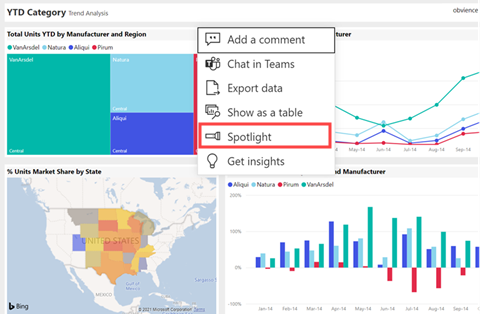 YTD Category Trend Analysis
obvience
Total Units YTD by Manufacturer and Region
VanArsdel Natura Aliqui Pirum
VanArsdel
Natura
Central
Aliqui
Central
Central
Add a comment
Chat in Teams
Export data
Show as a table
Spotlight
Get insights
May-14 Jun-14 Jul-14 Aug-14 Sep-14
% Units Market Share by State
UNITED STATES
MEXICO
Bing
© 2021 Microsoft Corporation Terms
nd Manufacturer
Aliqui Natura Pirum VanArsdel
200%
100%
0%
-100%
Jan-14 Feb-14 Mar-14 Apr-14 May-14 Jun-14 Jul-14 Aug-14 Sep-14